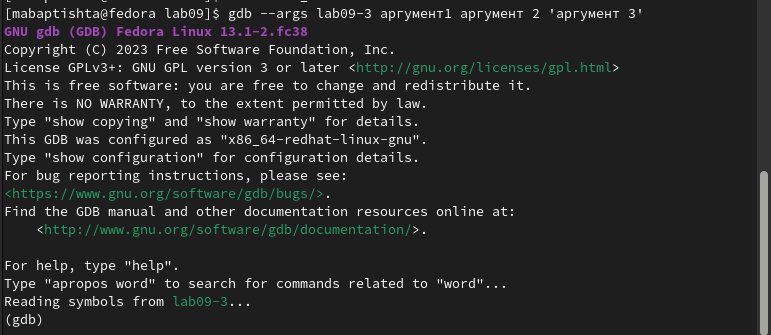 [mabaptishta@fedora lab09]$ gdb --args lab09-3 аргумент1 аргумент 2 'аргумент 3'
GNU gdb (GDB) Fedora Linux 13.1-2.fc38
Copyright (C) 2023 Free Software Foundation, Inc.
License GPLv3+: GNU GPL version 3 or later <http://gnu.org/licenses/gpl.html>
This is free software: you are free to change and redistribute it.
There is NO WARRANTY, to the extent permitted by law.
Type "show copying" and "show warranty" for details.
This GDB was configured as "x86_64-redhat-linux-gnu".
Type "show configuration" for configuration details.
For bug reporting instructions, please see:
<https://www.gnu.org/software/gdb/bugs/>.
Find the GDB manual and other documentation resources online at:
    <http://www.gnu.org/software/gdb/documentation/>.

For help, type "help".
Type "apropos word" to search for commands related to "word"...
Reading symbols from lab09-3...
(gdb)